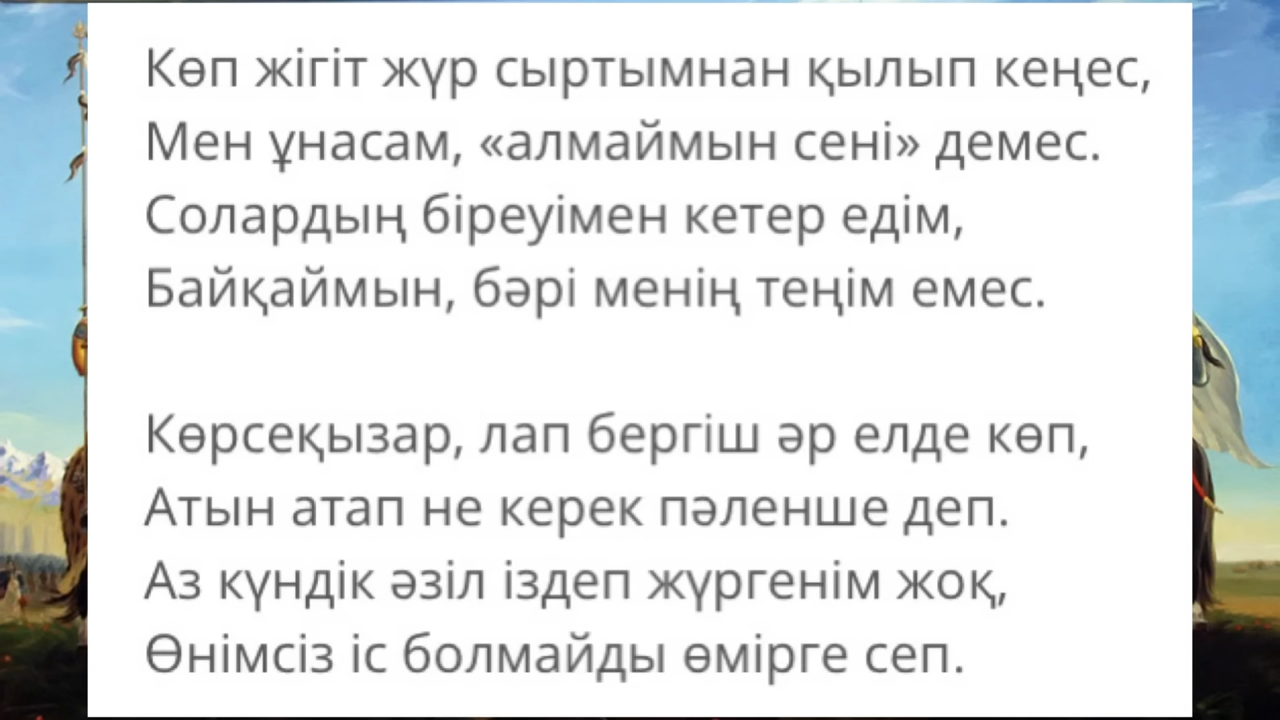 Көп жігіт жүр сыртымнан қылып кеңес,
Мен ұнасам, «алмаймын сені» демес.
Солардың біреуімен кетер едім,
Байқаймын, бәрі менің теңім емес.
Көрсеқызар, лап бергіш әр елде көп,
Атын атап не керек пәленше деп.
Аз күндік әзіл іздеп жүргенім жоқ,
Өнімсіз іс болмайды өмірге сеп.